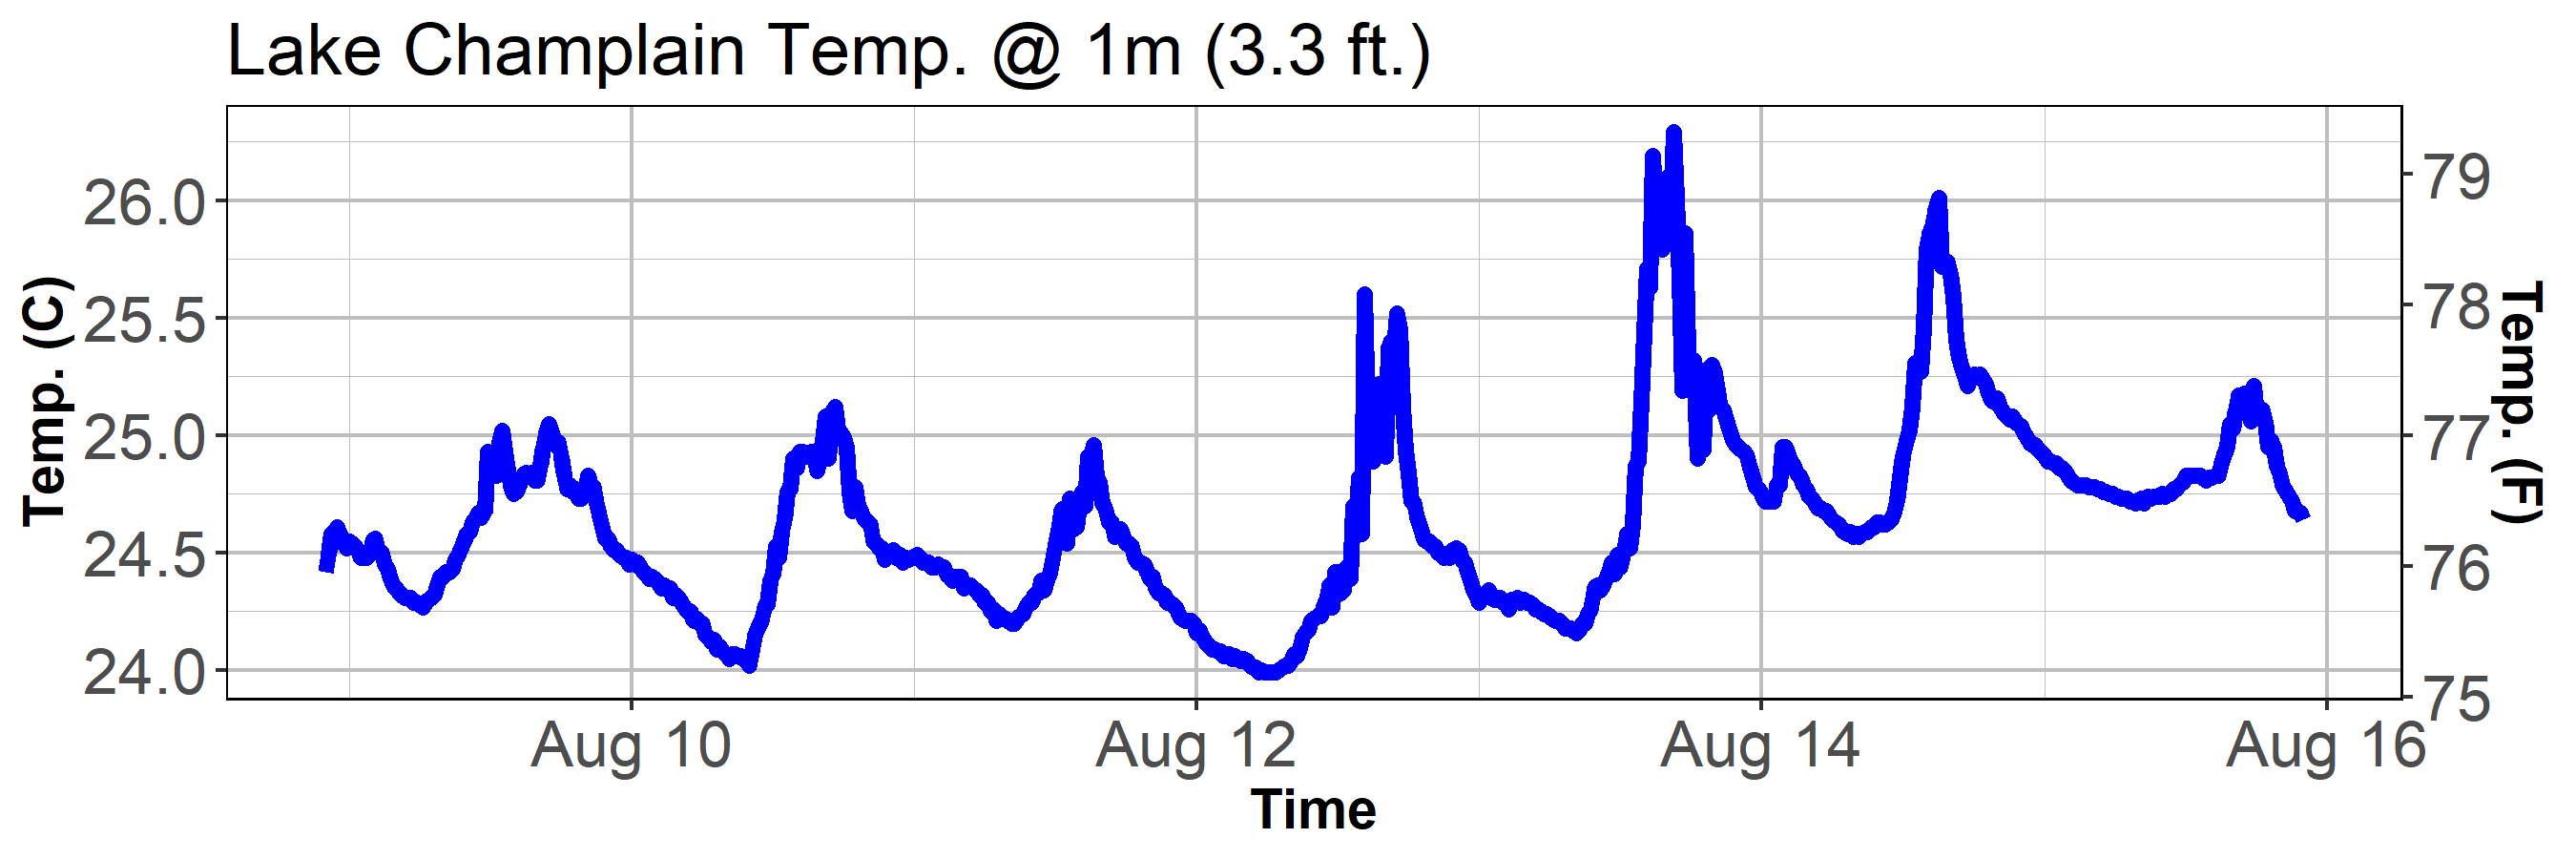 Lake Champlain Temp. @ 1m (3.3 ft.)
Temp. (C)
26.0
25.5
25.0
24.5
24.0
79
78
77
76
75
Temp. (F)
Aug 10
Aug 12
Aug 14
Aug 16
Time